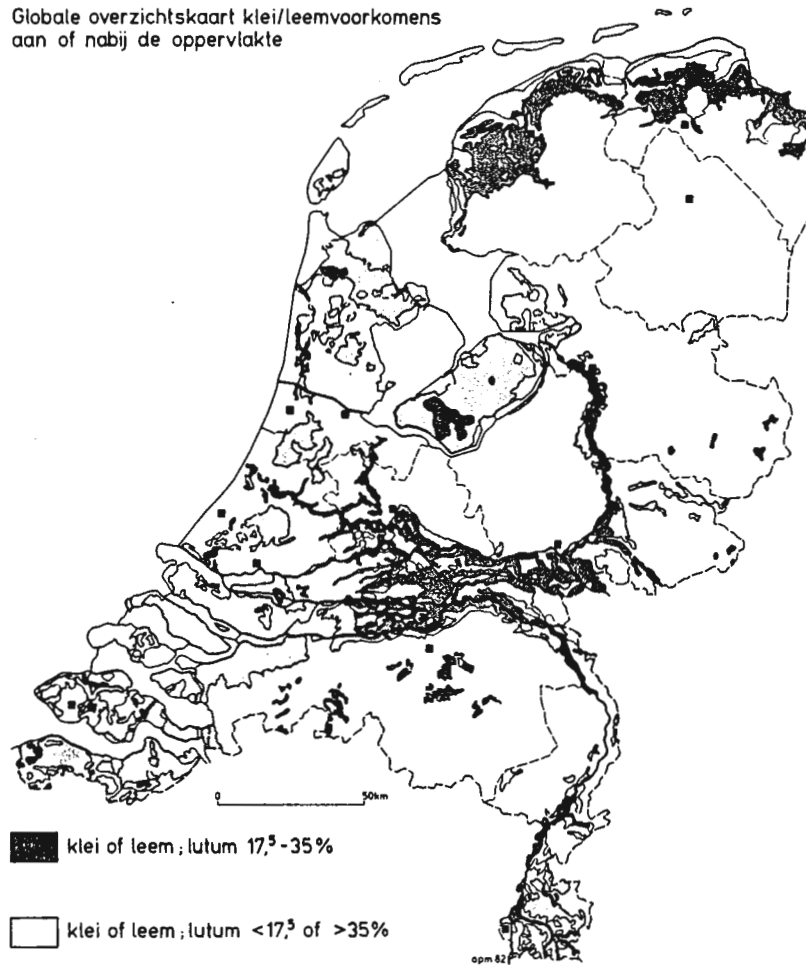 Globale overzichtskaart klei/leemvoorkomens
aan of nabij de oppervlakte
0 50km
klei of leem; lutum 17,⁵-35%
klei of leem; lutum <17,⁵ of >35%
opm 82